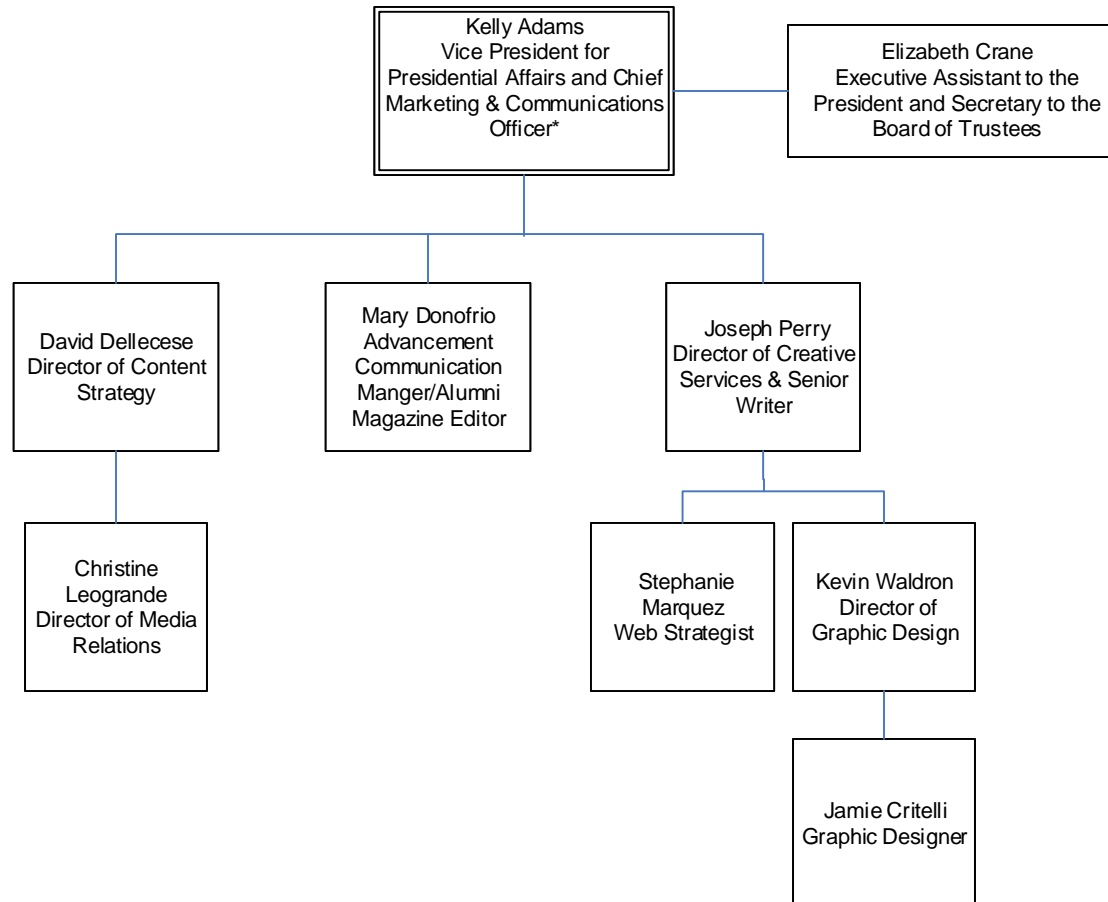 Kelly Adams
Vice President for
Presidential Affairs and Chief
Marketing & Communications
Officer*
Elizabeth Crane
Executive Assistant to the
President and Secretary to the
Board of Trustees
David Dellecese
Director of Content
Strategy
Mary Donofrio
Advancement
Communication
Manger/Alumni
Magazine Editor
Joseph Perry
Director of Creative
Services & Senior
Writer
Christine
Leogrande
Director of Media
Relations
Stephanie
Marquez
Web Strategist
Kevin Waldron
Director of
Graphic Design
Jamie Critelli
Graphic Designer